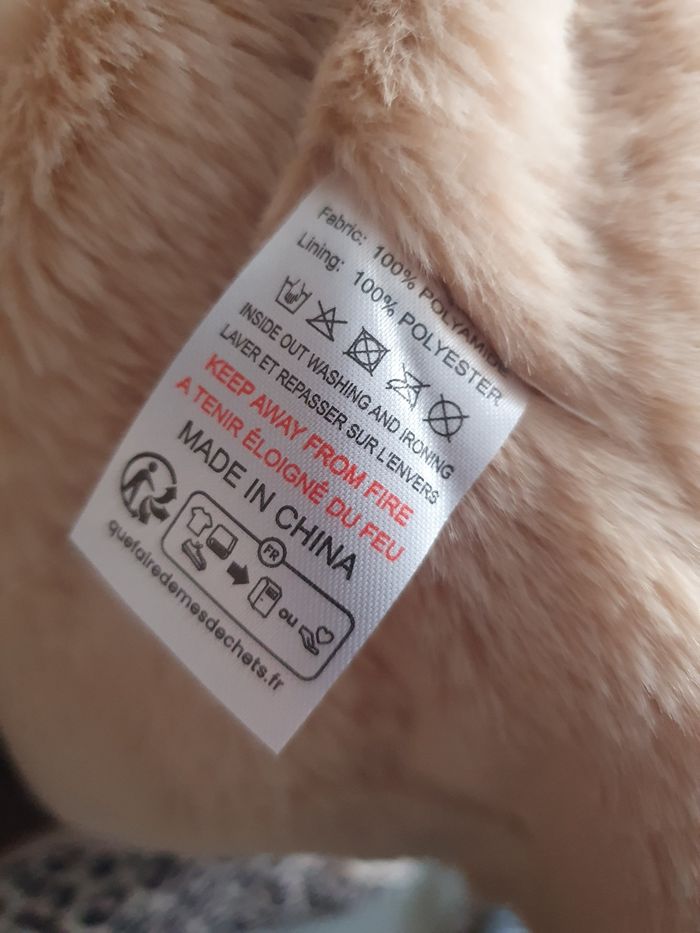 Fabric: 100% POLYAMIDE
Lining: 100% POLYESTER
INSIDE OUT WASHING AND IRONING
LAVER ET REPASSER SUR L'ENVERS
KEEP AWAY FROM FIRE
A TENIR ÉLOIGNÉ DU FEU
MADE IN CHINA
FR
ou
quefairedemesdechets.fr